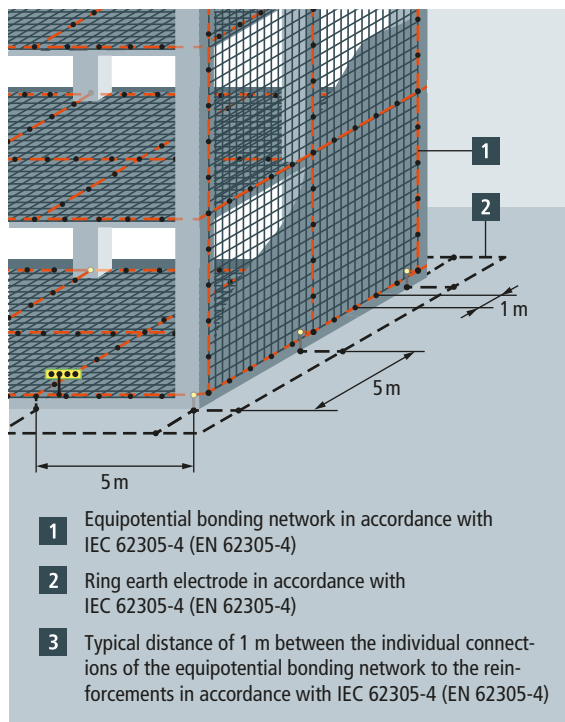 1
2
1 m
5 m
5 m
1 Equipotential bonding network in accordance with
IEC 62305-4 (EN 62305-4)
2 Ring earth electrode in accordance with
IEC 62305-4 (EN 62305-4)
3 Typical distance of 1 m between the individual connect-
ions of the equipotential bonding network to the rein-
forcements in accordance with IEC 62305-4 (EN 62305-4)